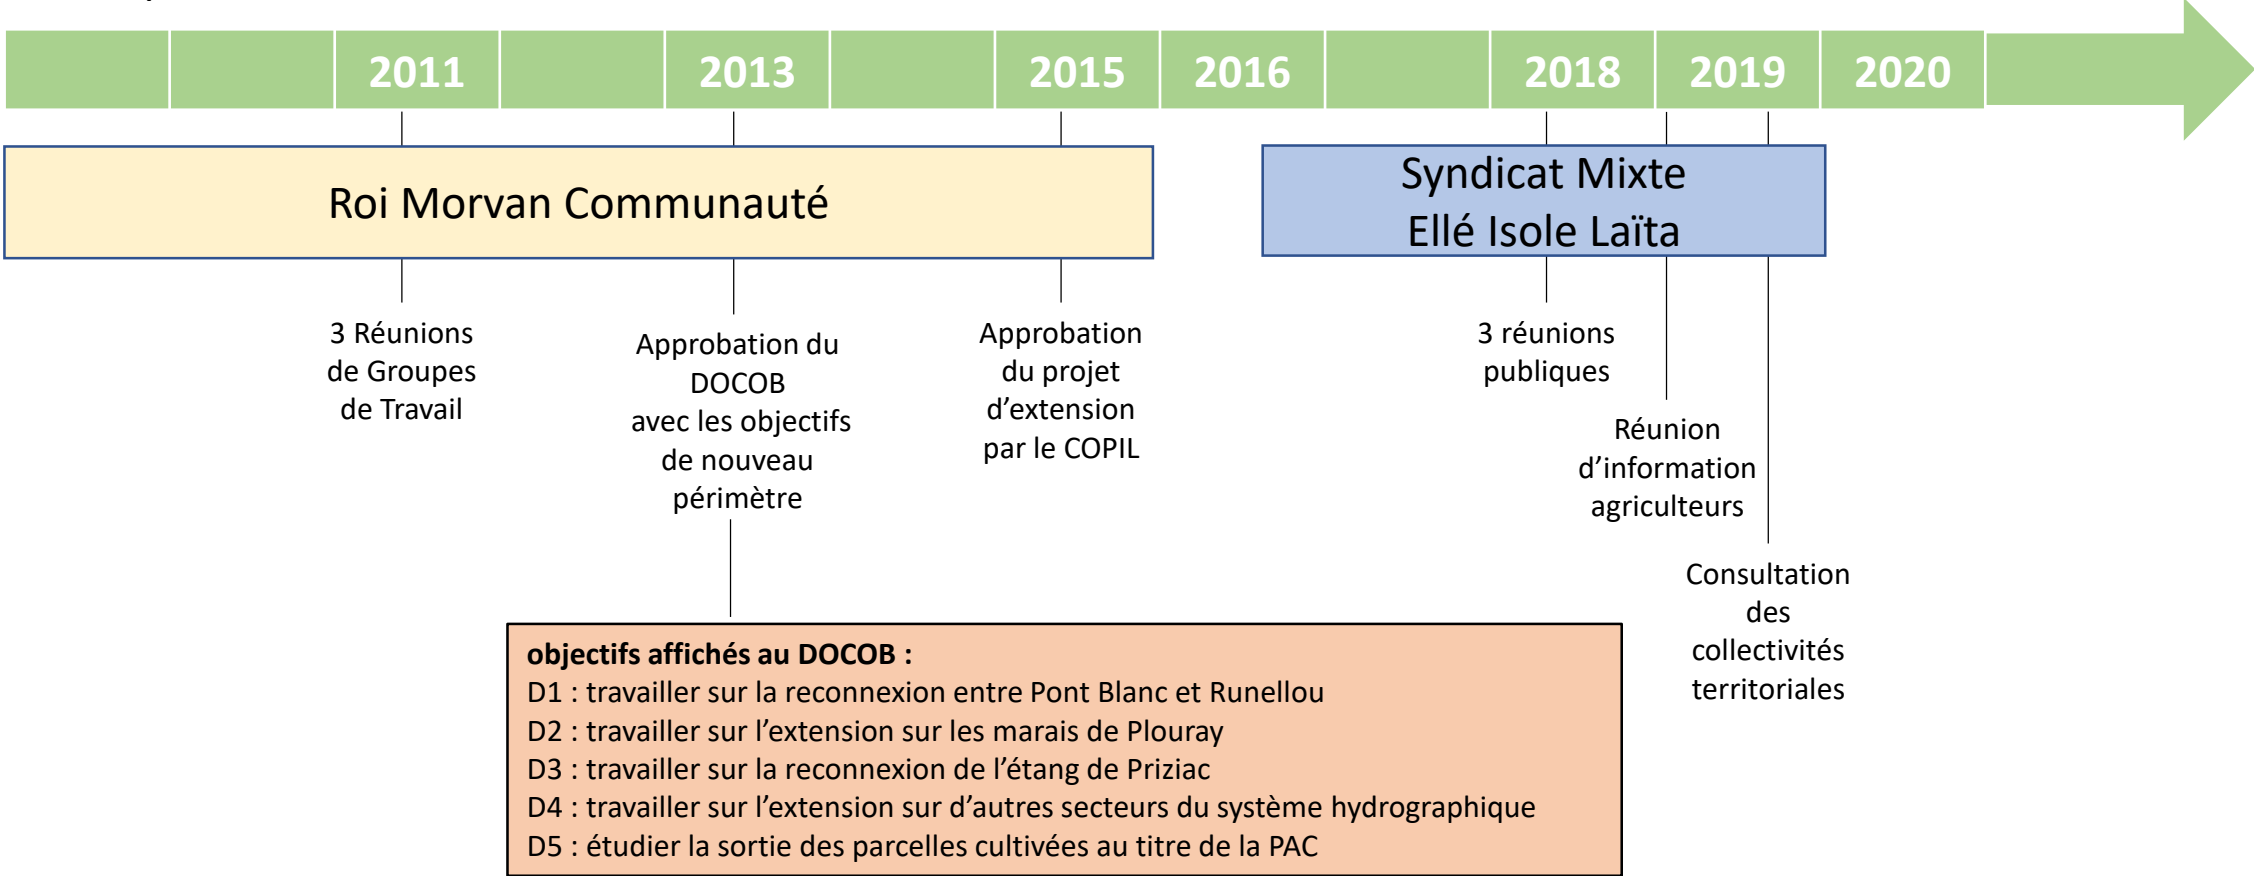 2011
2013
2015
2016
2018
2019
2020
Roi Morvan Communauté
Syndicat Mixte
Ellé Isole Laïta
3 Réunions
de Groupes
de Travail
Approbation du
DOCOB
avec les objectifs
de nouveau
périmètre
Approbation
du projet
d’extension
par le COPIL
3 réunions
publiques
Réunion
d’information
agriculteurs
Consultation
des
collectivités
territoriales
objectifs affichés au DOCOB :
D1 : travailler sur la reconnexion entre Pont Blanc et Runellou
D2 : travailler sur l’extension sur les marais de Plouray
D3 : travailler sur la reconnexion de l’étang de Priziac
D4 : travailler sur l’extension sur d’autres secteurs du système hydrographique
D5 : étudier la sortie des parcelles cultivées au titre de la PAC